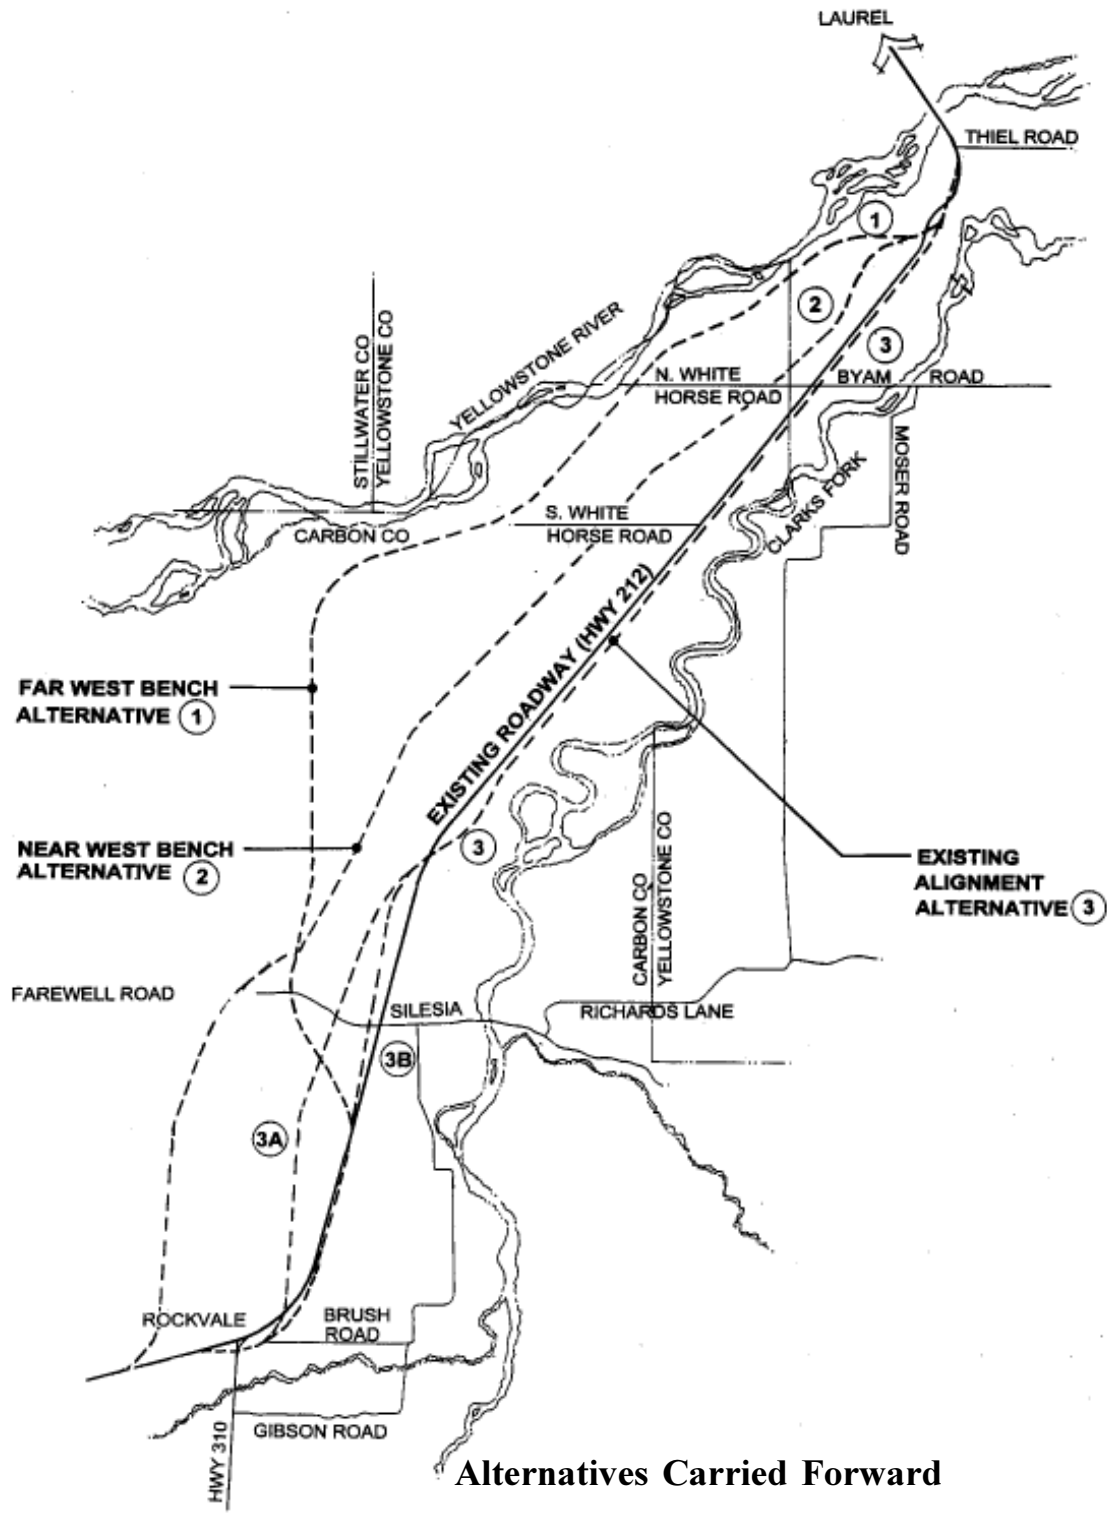 LAUREL
THIEL ROAD
1
2
3
STILLWATER CO
YELLOWSTONE CO
YELLOWSTONE RIVER
N. WHITE
HORSE ROAD
BYAM ROAD
MOSER ROAD
CLARKS FORK
S. WHITE
HORSE ROAD
CARBON CO
EXISTING ROADWAY (HWY 212)
FAR WEST BENCH
ALTERNATIVE 1
NEAR WEST BENCH
ALTERNATIVE 2
3
EXISTING
ALIGNMENT
ALTERNATIVE 3
CARBON CO
YELLOWSTONE CO
FAREWELL ROAD
SILESIA
RICHARDS LANE
3B
3A
ROCKVALE
BRUSH
ROAD
GIBSON ROAD
HWY 310
Alternatives Carried Forward